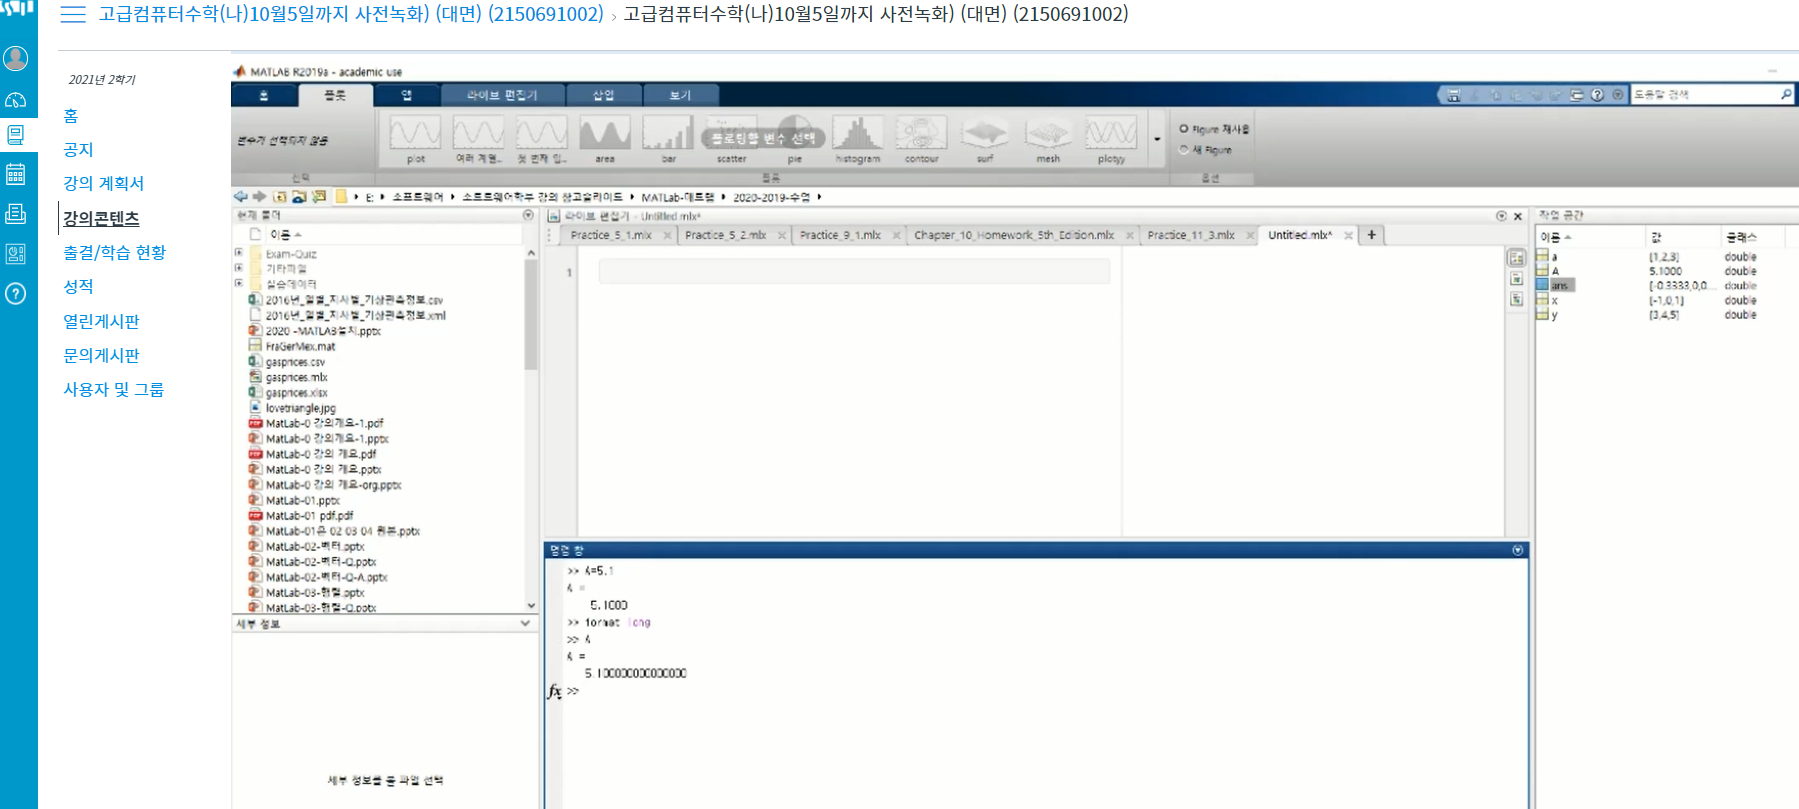 고급컴퓨터수학(나)10월5일까지 사전녹화) (대면) (2150691002) > 고급컴퓨터수학(나)10월5일까지 사전녹화) (대면) (2150691002)
2021년 2학기
홈
공지
강의 계획서
강의콘텐츠
출결/학습 현황
성적
열린게시판
문의게시판
사용자 및 그룹
MATLAB R2019a - academic use
홈 플롯 앱 라이브 편집기 삽입 보기
도움말 검색
변수가 선택되지 않음
플로팅할 변수 선택
plot 여러 계열... 첫 번째 입... area bar scatter pie histogram contour surf mesh plotyy
Figure 재사용
새 Figure
선택 플롯 옵션
E: 소프트웨어 소프트웨어학부 강의 참고슬라이드 MATLab-매트랩 2020-2019-수업
현재 폴더
이름
Exam-Quiz
기타파일
실습데이터
2016년_일별_지사별_기상관측정보.csv
2016년_일별_지사별_기상관측정보.xml
2020 -MATLAB설치.pptx
FraGerMex.mat
gasprices.csv
gasprices.mlx
gasprices.xlsx
lovetriangle.jpg
MatLab-0 강의개요-1.pdf
MatLab-0 강의개요-1.pptx
MatLab-0 강의 개요.pdf
MatLab-0 강의 개요.pptx
MatLab-0 강의 개요-org.pptx
MatLab-01.pptx
MatLab-01 pdf.pdf
MatLab-01은 02 03 04 원본.pptx
MatLab-02-벡터.pptx
MatLab-02-벡터-Q.pptx
MatLab-02-벡터-Q-A.pptx
MatLab-03-행렬.pptx
MatLab-03-행렬-Q.pptx
세부 정보
세부 정보를 볼 파일 선택
라이브 편집기 - Untitled.mlx*
Practice_5_1.mlx Practice_5_2.mlx Practice_9_1.mlx Chapter_10_Homework_5th_Edition.mlx Practice_11_3.mlx Untitled.mlx* +
1
명령 창
>> A=5.1
A =
5.1000
>> format long
>> A
A =
5.100000000000000
fx >>
작업 공간
이름 값 클래스
a [1,2,3] double
A 5.1000 double
ans [-0.3333,0,0... double
x [-1,0,1] double
y [3,4,5] double